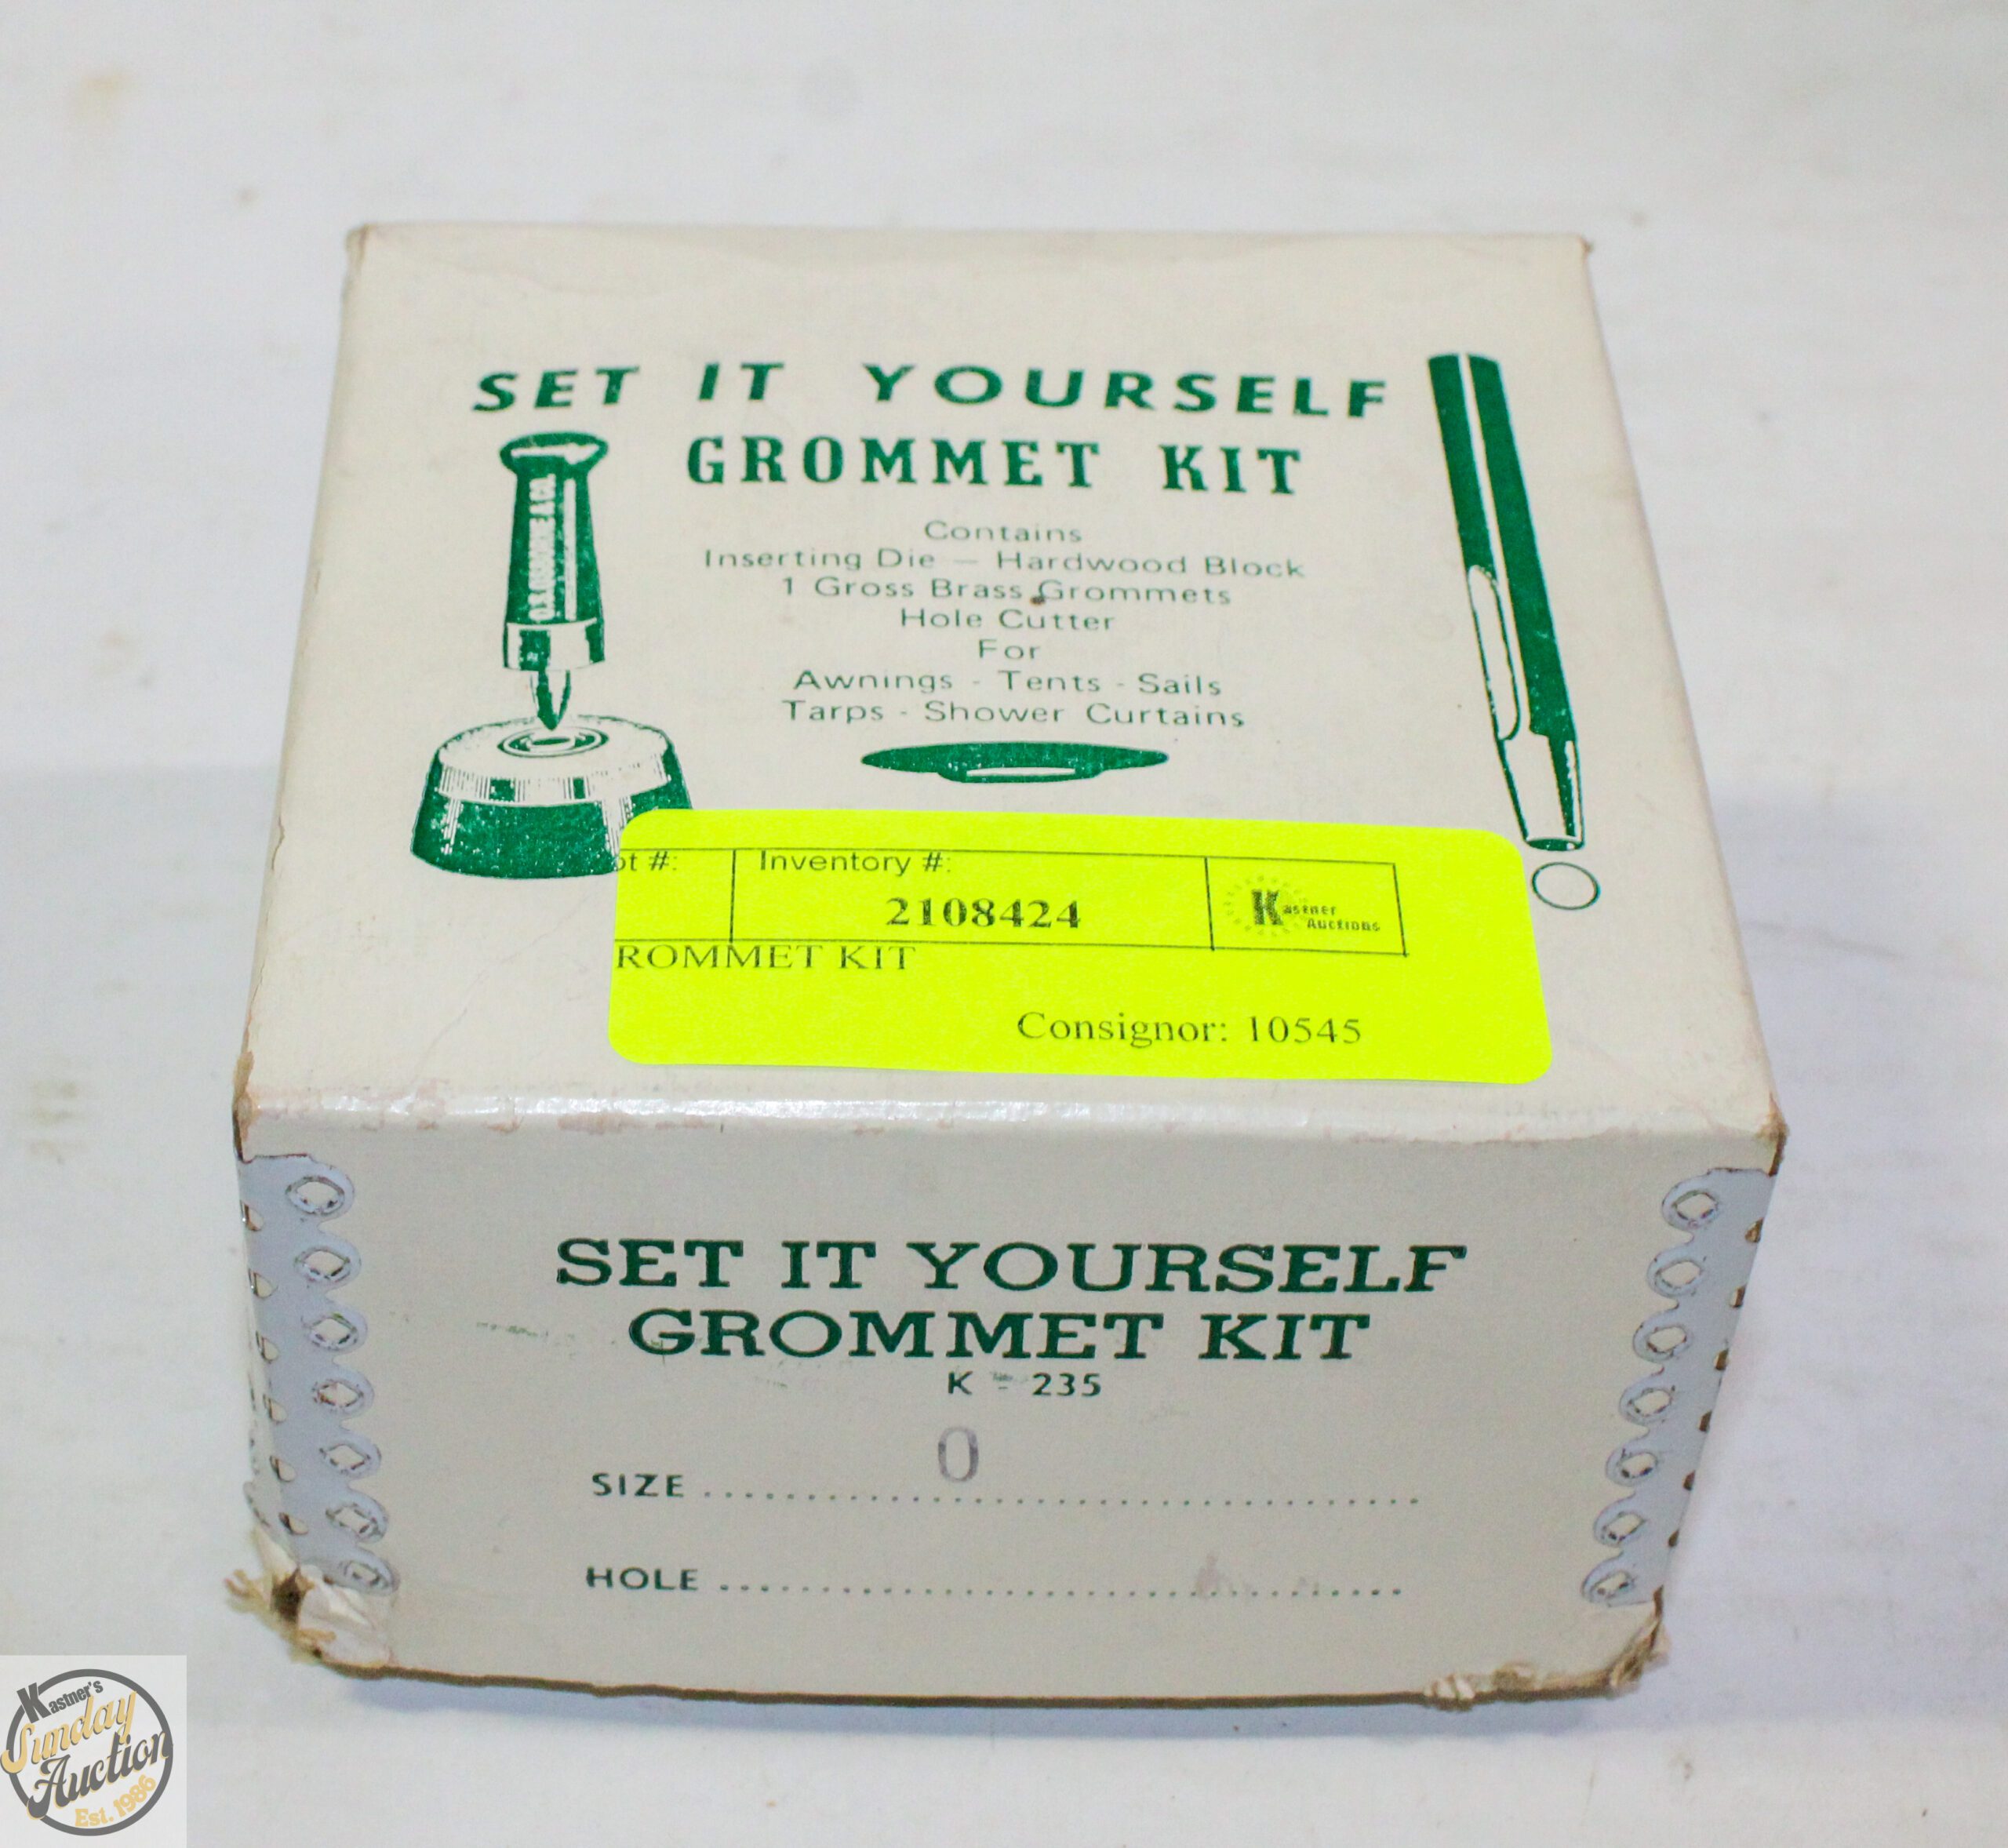 SET IT YOURSELF
GROMMET KIT
Contains
Inserting Die — Hardwood Block
1 Gross Brass Grommets
Hole Cutter
For
Awnings - Tents - Sails
Tarps - Shower Curtains
OSBORNE & CO.
ot #:
Inventory #:
2108424
Kastner
Auctions
ROMMET KIT
Consignor: 10545
SET IT YOURSELF
GROMMET KIT
K - 235
SIZE ........ 0 ........
HOLE ................
Kastner's
Sunday
Auction
Est. 1986